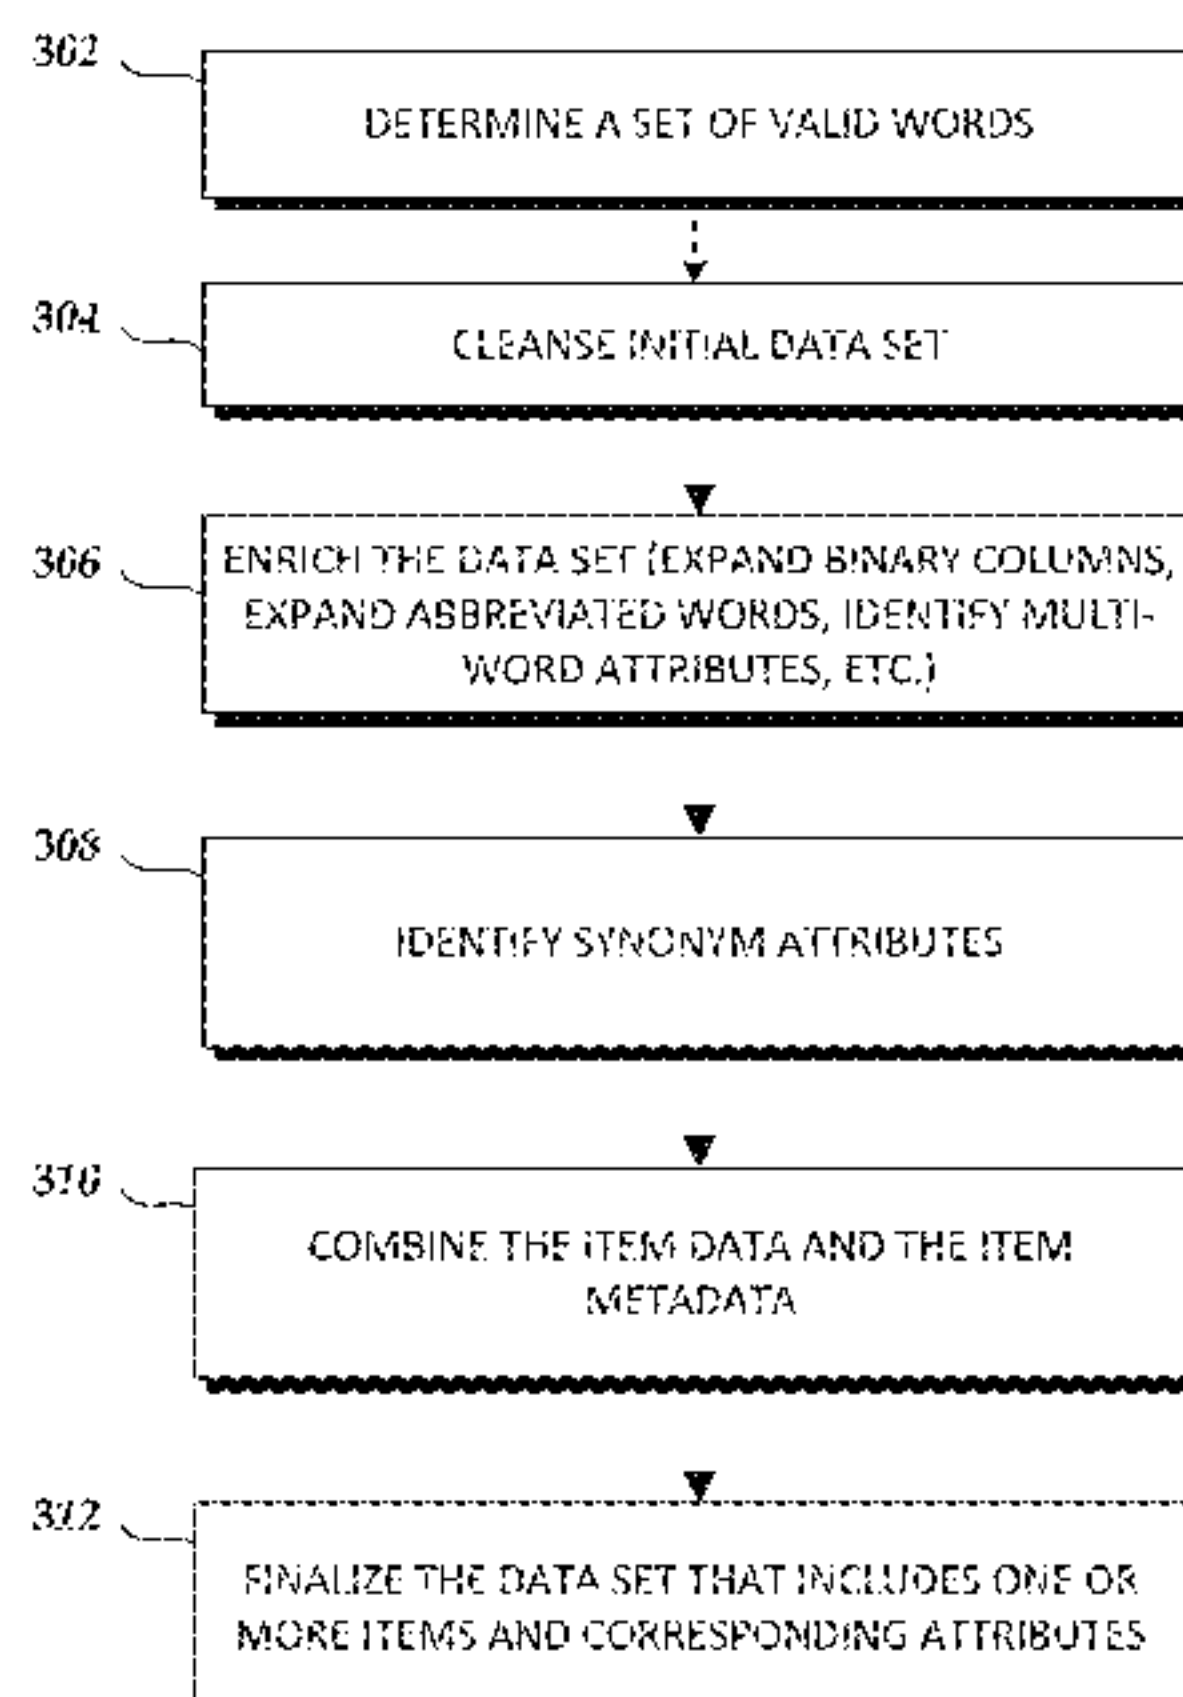 302
DETERMINE A SET OF VALID WORDS
304
CLEANSE INITIAL DATA SET
306
ENRICH THE DATA SET (EXPAND BINARY COLUMNS,
EXPAND ABBREVIATED WORDS, IDENTIFY MULTI-
WORD ATTRIBUTES, ETC.)
308
IDENTIFY SYNONYM ATTRIBUTES
310
COMBINE THE ITEM DATA AND THE ITEM
METADATA
312
FINALIZE THE DATA SET THAT INCLUDES ONE OR
MORE ITEMS AND CORRESPONDING ATTRIBUTES